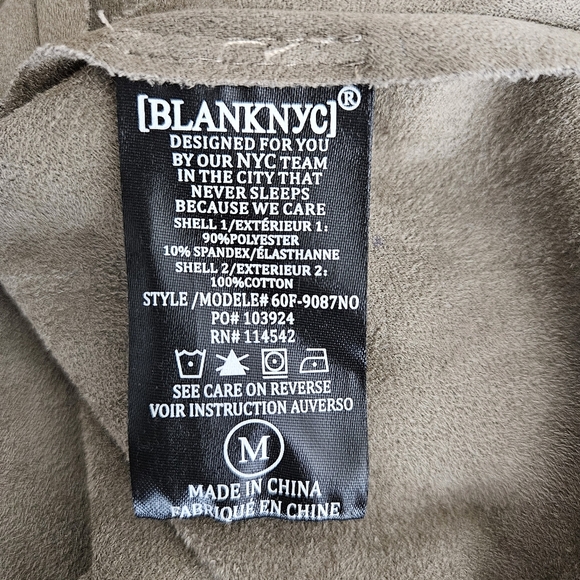 [BLANKNYC]®
DESIGNED FOR YOU
BY OUR NYC TEAM
IN THE CITY THAT
NEVER SLEEPS
BECAUSE WE CARE
SHELL 1/EXTÉRIEUR 1:
90%POLYESTER
10% SPANDEX/ÉLASTHANNE
SHELL 2/EXTERIEUR 2:
100%COTTON
STYLE /MODELE# 60F-9087NO
PO# 103924
RN# 114542
SEE CARE ON REVERSE
VOIR INSTRUCTION AUVERSO
M
MADE IN CHINA
FABRIQUÉ EN CHINE